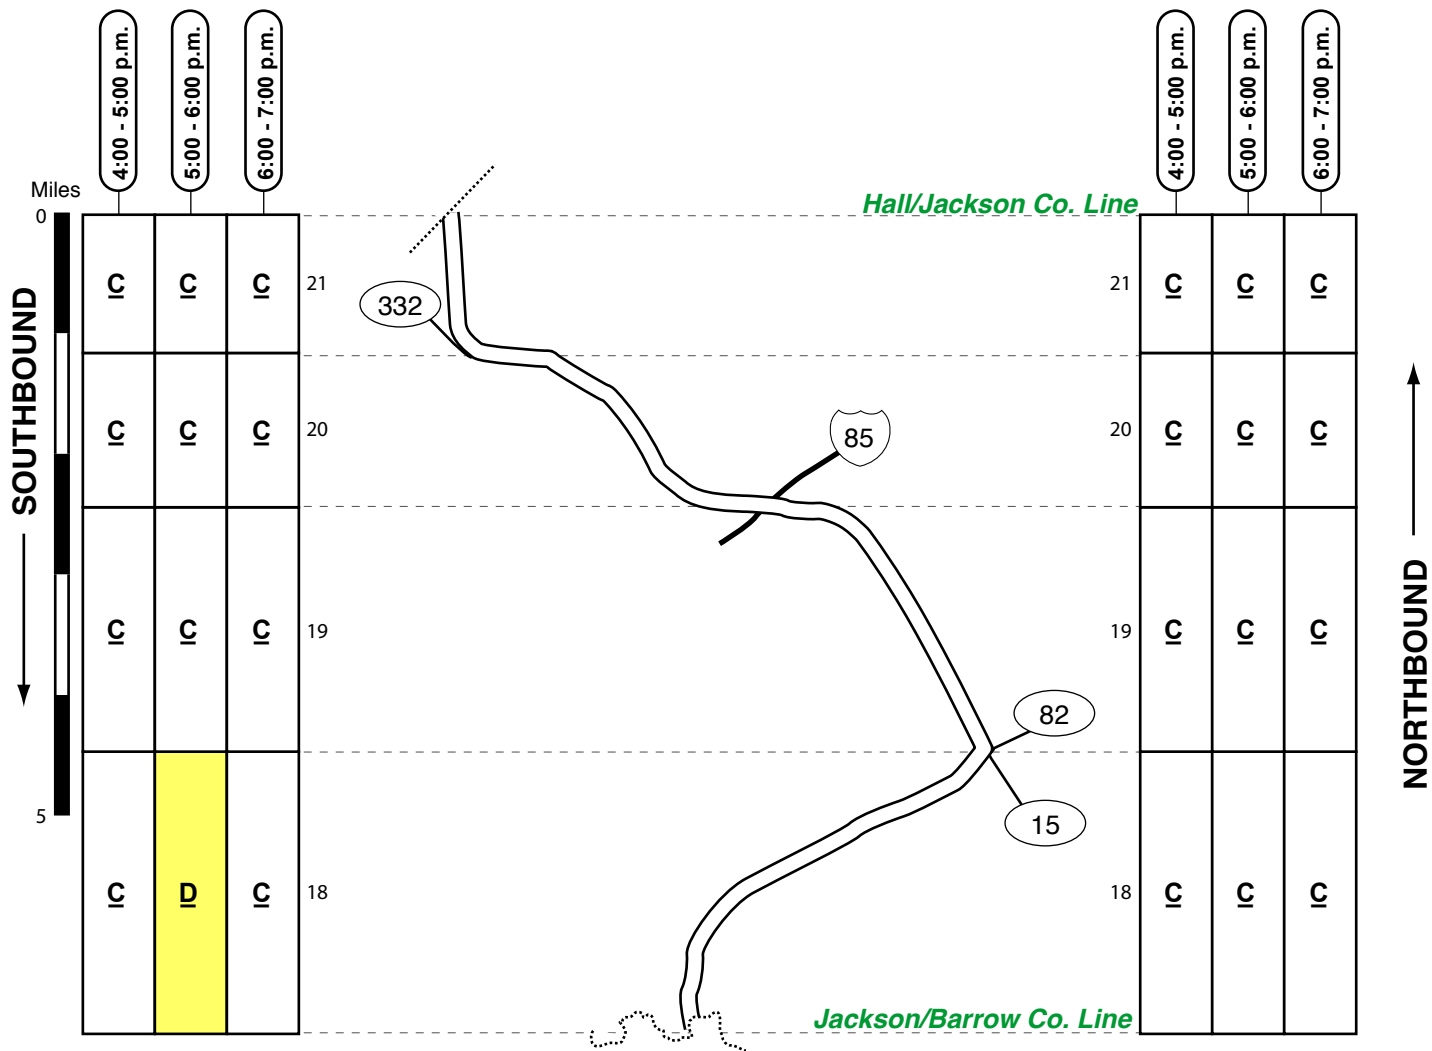 4:00 - 5:00 p.m.
5:00 - 6:00 p.m.
6:00 - 7:00 p.m.
4:00 - 5:00 p.m.
5:00 - 6:00 p.m.
6:00 - 7:00 p.m.
Miles
0
Hall/Jackson Co. Line
C C C 21
332
21 C C C
SOUTHBOUND
C C C 20
85
20 C C C
C C C 19
19 C C C
NORTHBOUND
82
5
15
C D C 18
18 C C C
Jackson/Barrow Co. Line